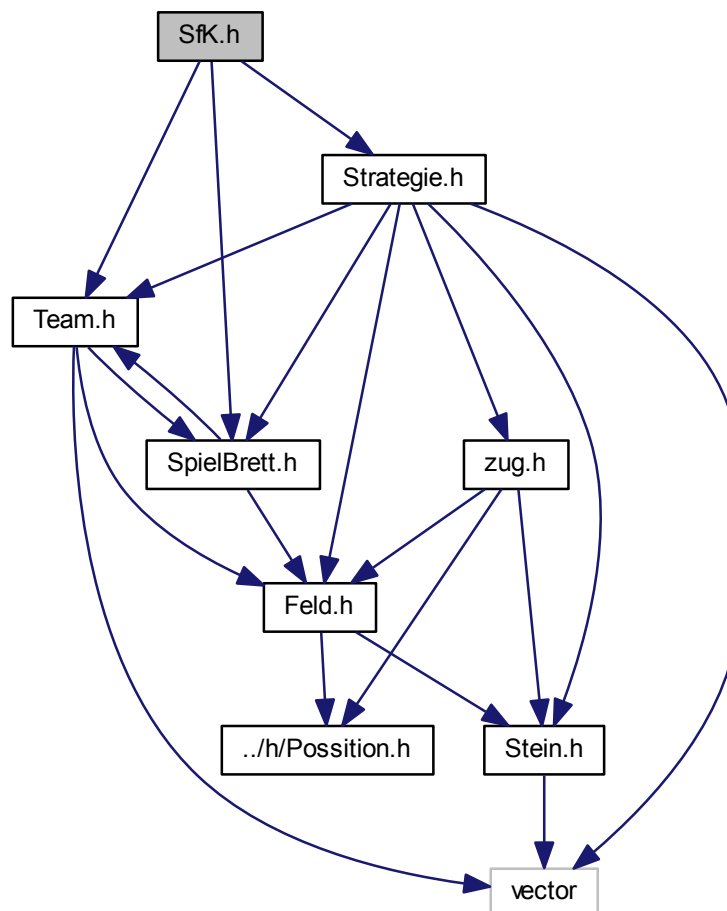 SfK.h
Strategie.h
Team.h
SpielBrett.h
zug.h
Feld.h
../h/Possition.h
Stein.h
vector